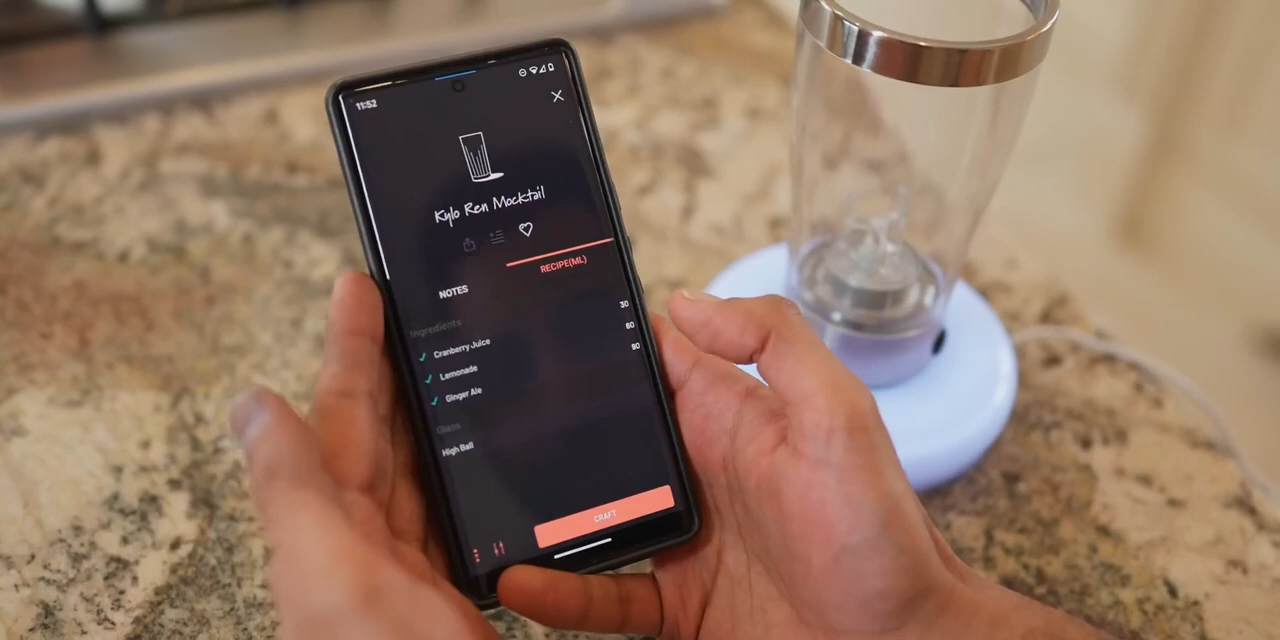 11:52
Kylo Ren Mocktail
RECIPE(ML)
NOTES
Ingredients
Cranberry Juice 30
Lemonade 60
Ginger Ale 90
Glass
High Ball
CRAFT